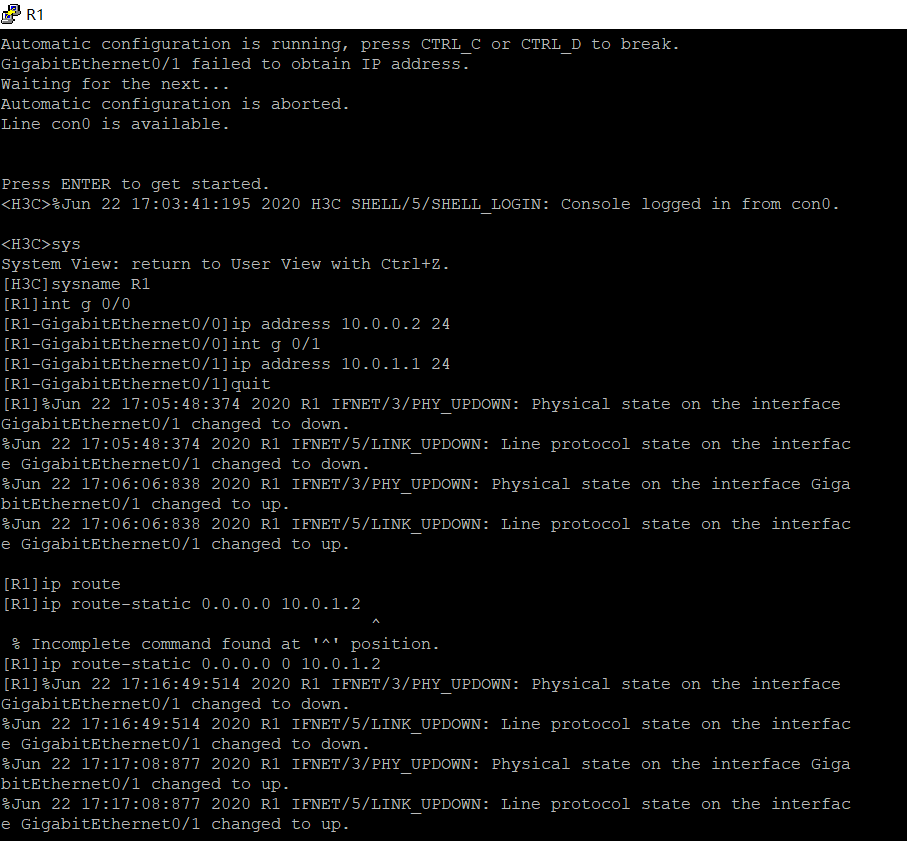 R1
Automatic configuration is running, press CTRL_C or CTRL_D to break.
GigabitEthernet0/1 failed to obtain IP address.
Waiting for the next...
Automatic configuration is aborted.
Line con0 is available.
Press ENTER to get started.
<H3C>%Jun 22 17:03:41:195 2020 H3C SHELL/5/SHELL_LOGIN: Console logged in from con0.
<H3C>sys
System View: return to User View with Ctrl+Z.
[H3C]sysname R1
[R1]int g 0/0
[R1-GigabitEthernet0/0]ip address 10.0.0.2 24
[R1-GigabitEthernet0/0]int g 0/1
[R1-GigabitEthernet0/1]ip address 10.0.1.1 24
[R1-GigabitEthernet0/1]quit
[R1]%Jun 22 17:05:48:374 2020 R1 IFNET/3/PHY_UPDOWN: Physical state on the interface
GigabitEthernet0/1 changed to down.
%Jun 22 17:05:48:374 2020 R1 IFNET/5/LINK_UPDOWN: Line protocol state on the interfac
e GigabitEthernet0/1 changed to down.
%Jun 22 17:06:06:838 2020 R1 IFNET/3/PHY_UPDOWN: Physical state on the interface Giga
bitEthernet0/1 changed to up.
%Jun 22 17:06:06:838 2020 R1 IFNET/5/LINK_UPDOWN: Line protocol state on the interfac
e GigabitEthernet0/1 changed to up.
[R1]ip route
[R1]ip route-static 0.0.0.0 10.0.1.2
^
% Incomplete command found at '^' position.
[R1]ip route-static 0.0.0.0 0 10.0.1.2
[R1]%Jun 22 17:16:49:514 2020 R1 IFNET/3/PHY_UPDOWN: Physical state on the interface
GigabitEthernet0/1 changed to down.
%Jun 22 17:16:49:514 2020 R1 IFNET/5/LINK_UPDOWN: Line protocol state on the interfac
e GigabitEthernet0/1 changed to down.
%Jun 22 17:17:08:877 2020 R1 IFNET/3/PHY_UPDOWN: Physical state on the interface Giga
bitEthernet0/1 changed to up.
%Jun 22 17:17:08:877 2020 R1 IFNET/5/LINK_UPDOWN: Line protocol state on the interfac
e GigabitEthernet0/1 changed to up.